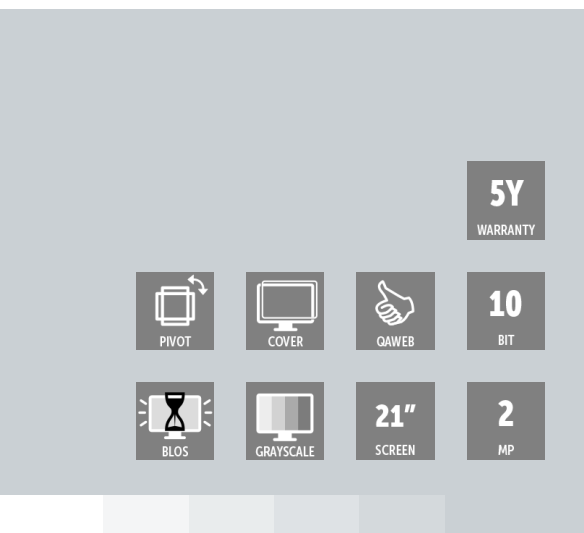 5Y
WARRANTY
PIVOT
COVER
QAWEB
10
BIT
BLOS
GRAYSCALE
21″
SCREEN
2
MP